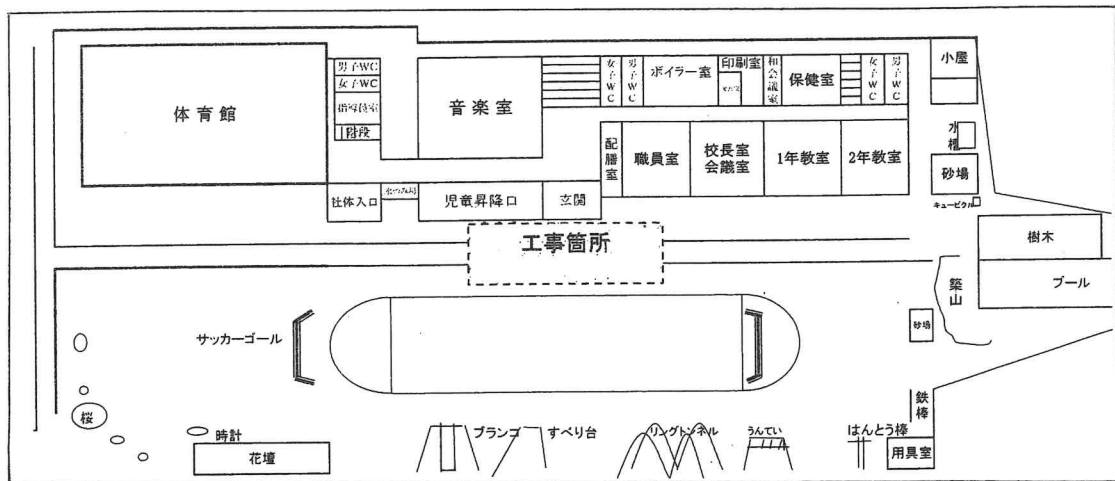 体育館
男子WC
女子WC
階段
音楽室
女子WC
男子WC
ボイラー室
印刷室
和会議室
保健室
女子WC
男子WC
小屋
水槽
配膳室
職員室
校長室
会議室
1年教室
2年教室
砂場
キュービクル
社体入口
児童昇降口
玄関
工事箇所
樹木
プール
築山
砂場
サッカーゴール
鉄棒
桜
時計
花壇
ブランコ
すべり台
リングトンネル
うんてい
はんとう棒
用具室